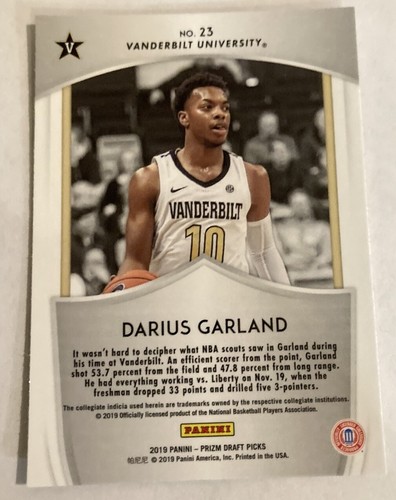 NO. 23
V
VANDERBILT UNIVERSITY®
VANDERBILT
10
DARIUS GARLAND
It wasn't hard to decipher what NBA scouts saw in Garland during
his time at Vanderbilt. An efficient scorer from the point, Garland
shot 53.7 percent from the field and 47.8 percent from long range.
He had everything working vs. Liberty on Nov. 19, when the
freshman dropped 33 points and drilled five 3-pointers.
The collegiate indicia used herein are trademarks owned by the respective collegiate institutions.
© 2019 Officially licensed product of the National Basketball Players Association.
PANINI
2019 PANINI – PRIZM DRAFT PICKS
帕尼尼 © 2019 Panini America, Inc. Printed in the USA.